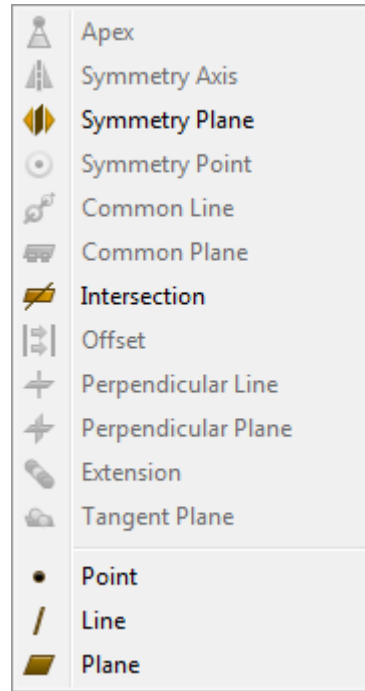 Apex
Symmetry Axis
Symmetry Plane
Symmetry Point
Common Line
Common Plane
Intersection
Offset
Perpendicular Line
Perpendicular Plane
Extension
Tangent Plane
Point
Line
Plane